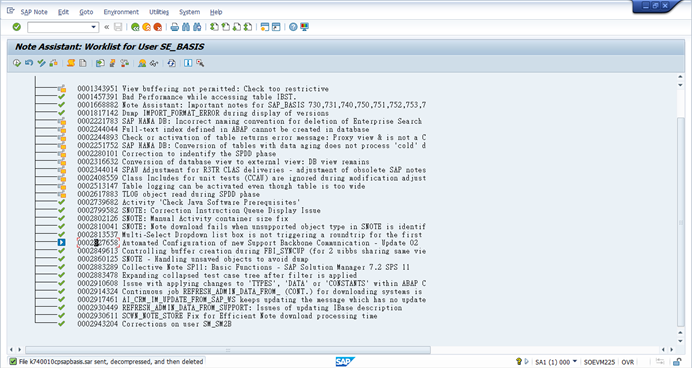 SAP Note Edit Goto Environment Utilities System Help
Note Assistant: Worklist for User SE_BASIS
0001343951 View buffering not permitted: Check too restrictive
0001457391 Bad Performance while accessing table IBST.
0001668882 Note Assistant: Important notes for SAP_BASIS 730,731,740,750,751,752,753,7
0001817142 Dump IMPORT_FORMAT_ERROR during display of versions
0002221783 SAP HANA DB: Incorrect naming convention for deletion of Enterprise Search
0002244044 Full-text index defined in ABAP cannot be created in database
0002244893 Check or activation of table returns error message: Proxy view & is not a C
0002251752 SAP HANA DB: Conversion of tables with data aging does not process 'cold' d
0002280101 Correction to indentify the SPDD phase
0002316632 Conversion of database view to external view: DB view remains
0002344014 SPAU Adjustment for R3TR CLAS deliveries - adjustment of obsolete SAP notes
0002408559 Class Includes for unit tests (CCAU) are ignored during modification adjust
0002513147 Table logging can be activated even though table is too wide
0002617883 TLOG object read during SPDD phase
0002739682 Activity 'Check Java Software Prerequisites'
0002799582 SNOTE: Correction Instruction Queue Display Issue
0002802126 SNOTE: Manual Activity container size fix
0002810041 SNOTE: Note download fails when unsupported object type in SNOTE is identif
0002813537 Multi-Select Dropdown list box is not triggering a roundtrip for the first
0002827658 Automated Configuration of new Support Backbone Communication - Update 02
0002849613 Controlling buffer creation during FB1_SYNCUP (for 2 uibbs sharing same vie
0002860125 SNOTE - Handling unsaved objects to avoid dump
0002883289 Collective Note SP11: Basic Functions - SAP Solution Manager 7.2 SPS 11
0002883478 Expanding collapsed test case tree after filter is applied
0002910608 Issue with applying changes to 'TYPES', 'DATA' or 'CONSTANTS' within ABAP C
0002914324 Continuous job REFRESH_ADMIN_DATA_FROM_ (CONT.) for downloading systems is
0002917461 AI_CRM_IM_UPDATE_FROM_SAP_WS keeps updating the message which has no update
0002930449 REFRESH_ADMIN_DATA_FROM_SUPPORT: Issues of updating IBase description
0002930611 SCWN_NOTE_STORE Fix for Efficient Note download processing time
0002943204 Corrections on user SM_SM2B
File k740010cpsapbasis.sar sent, decompressed, and then deleted
SAP
SA1 (1) 000
SOEVM225
OVR